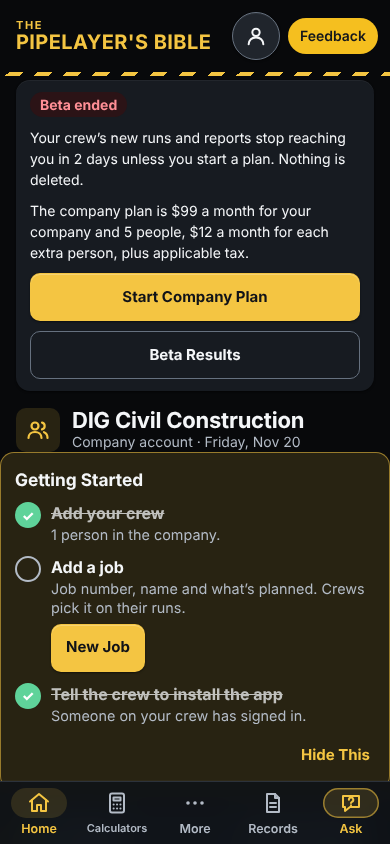 THE
PIPELAYER'S BIBLE
Feedback
Beta ended
Your crew's new runs and reports stop reaching
you in 2 days unless you start a plan. Nothing is
deleted.
The company plan is $99 a month for your
company and 5 people, $12 a month for each
extra person, plus applicable tax.
Start Company Plan
Beta Results
DIG Civil Construction
Company account · Friday, Nov 20
Getting Started
Add your crew
1 person in the company.
Add a job
Job number, name and what's planned. Crews
pick it on their runs.
New Job
Tell the crew to install the app
Someone on your crew has signed in.
Hide This
Home
Calculators
More
Records
Ask